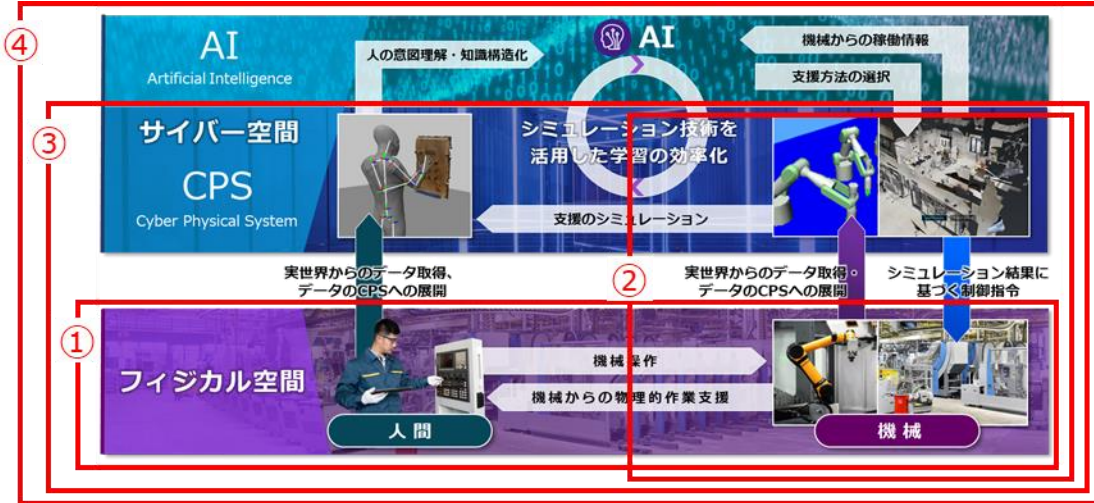 ④
AI
Artificial Intelligence
人の意図理解・知識構造化
AI
機械からの稼働情報
支援方法の選択
③
サイバー空間
CPS
Cyber Physical System
シミュレーション技術を
活用した学習の効率化
支援のシミュレーション
実世界からのデータ取得、
データのCPSへの展開
②
実世界からのデータ取得・
データのCPSへの展開
シミュレーション結果に
基づく制御指令
①
フィジカル空間
機械操作
機械からの物理的作業支援
人間
機械